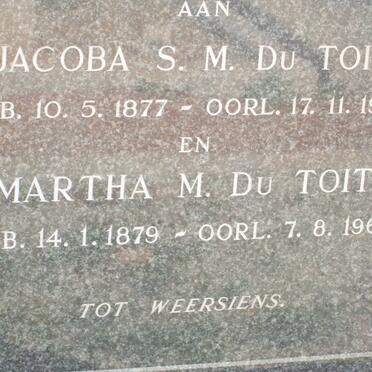 AAN
JACOBA S. M. DU TOI
B. 10. 5. 1877 - OORL. 17. 11. 1
EN
MARTHA M. DU TOIT
B. 14. 1. 1879 - OORL. 7. 8. 196
TOT WEERSIENS.